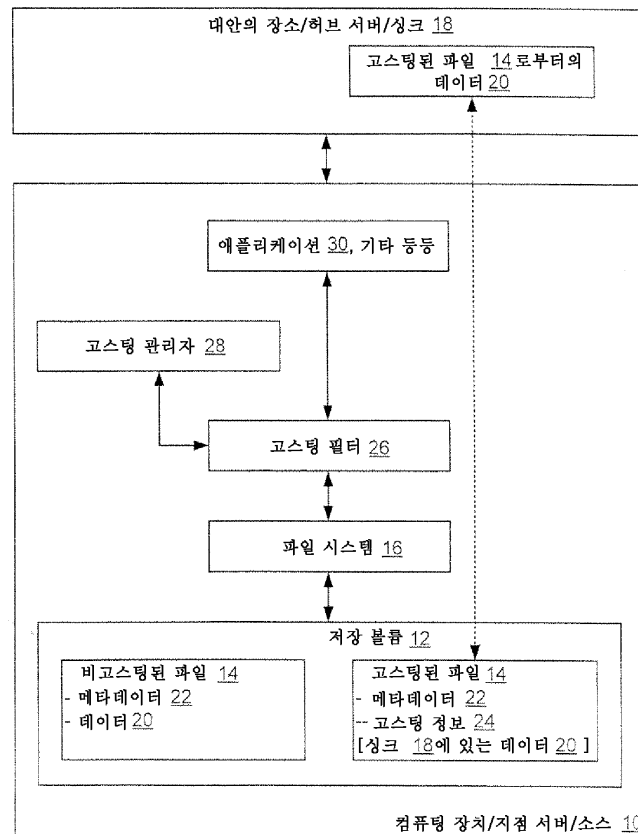 대안의 장소/허브 서버/싱크 18
고스팅된 파일 14로부터의
데이터 20
애플리케이션 30, 기타 등등
고스팅 관리자 28
고스팅 필터 26
파일 시스템 16
저장 볼륨 12
비고스팅된 파일 14
- 메타데이터 22
- 데이터 20
고스팅된 파일 14
- 메타데이터 22
-- 고스팅 정보 24
[싱크 18에 있는 데이터 20 ]
컴퓨팅 장치/지점 서버/소스 10